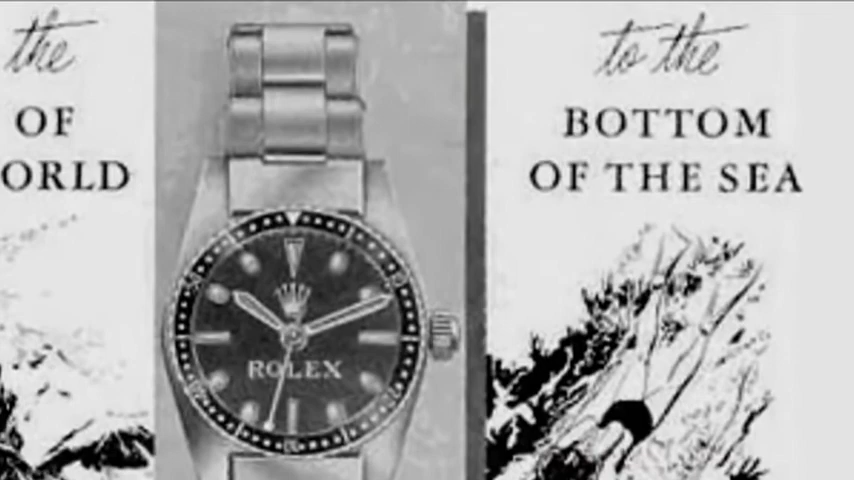 the
OF
ORLD
ROLEX
to the
BOTTOM
OF THE SEA